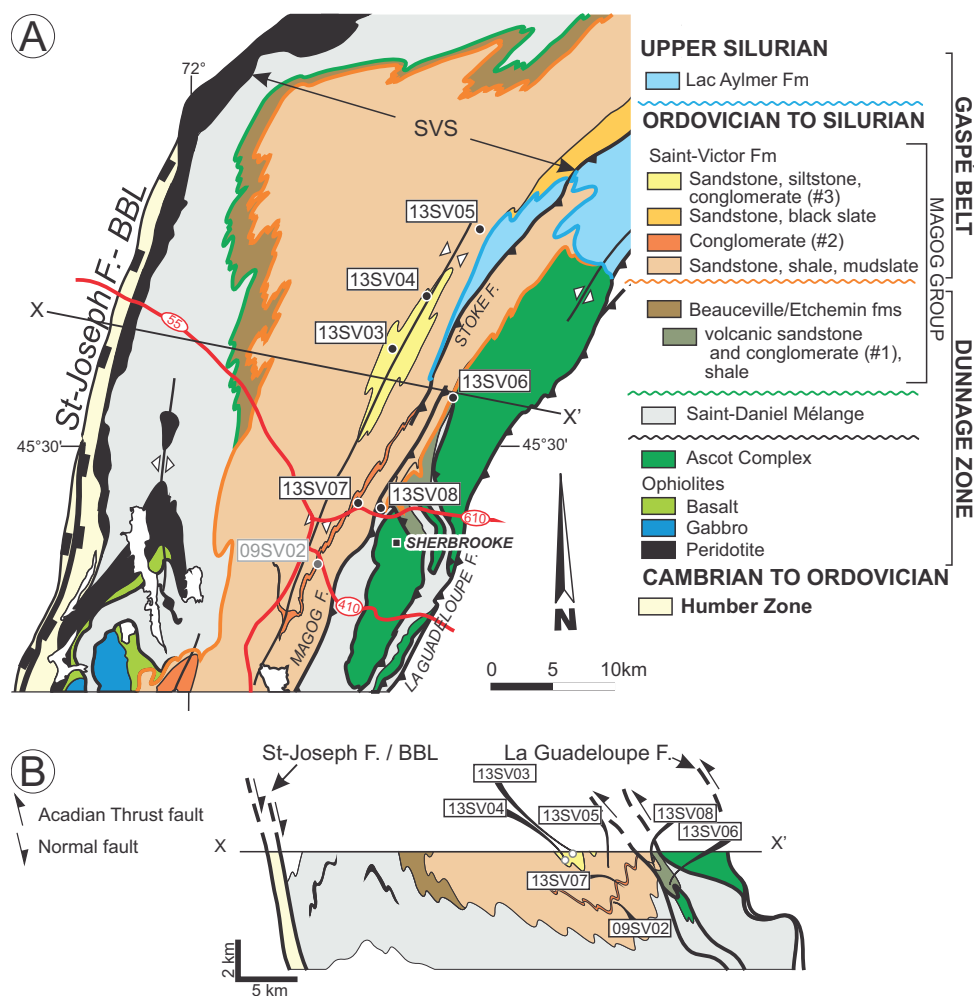 A
72°
SVS
St-Joseph F.- BBL
13SV05
13SV04
X
55
13SV03
STOKE F.
13SV06
X'
45°30'
45°30'
13SV07
13SV08
610
SHERBROOKE
09SV02
410
MAGOG F.
LA GUADELOUPE F.
N
0 5 10km
UPPER SILURIAN
Lac Aylmer Fm
ORDOVICIAN TO SILURIAN
Saint-Victor Fm
Sandstone, siltstone,
conglomerate (#3)
Sandstone, black slate
Conglomerate (#2)
Sandstone, shale, mudslate
Beauceville/Etchemin fms
volcanic sandstone
and conglomerate (#1),
shale
Saint-Daniel Mélange
Ascot Complex
Ophiolites
Basalt
Gabbro
Peridotite
CAMBRIAN TO ORDOVICIAN
Humber Zone
MAGOG GROUP
GASPÉ BELT
DUNNAGE ZONE
B
Acadian Thrust fault
Normal fault
St-Joseph F. / BBL
La Guadeloupe F.
13SV03
13SV04
13SV05
13SV08
13SV06
X
X'
13SV07
09SV02
2 km
5 km